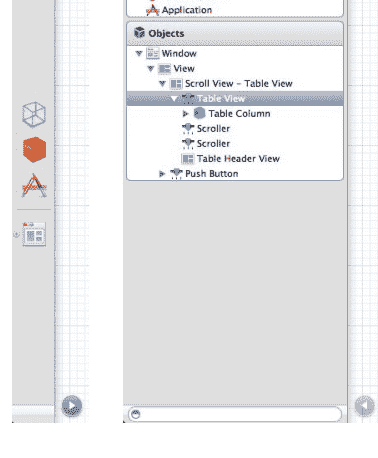 Application
Objects
Window
View
Scroll View - Table View
Table View
Table Column
Scroller
Scroller
Table Header View
Push Button